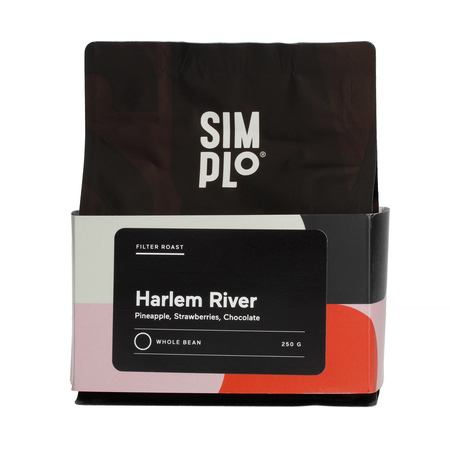 SIM
PLO®
FILTER ROAST
Harlem River
Pineapple, Strawberries, Chocolate
WHOLE BEAN 250 G